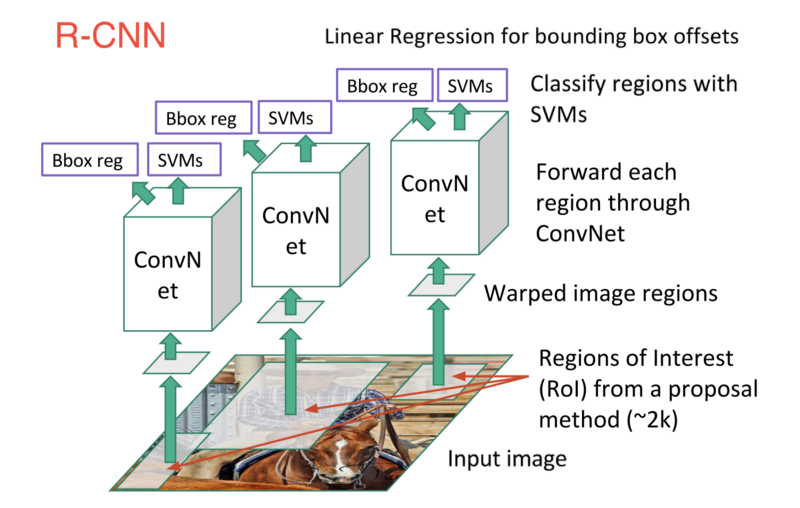 R-CNN
Linear Regression for bounding box offsets
Bbox reg
SVMs
Classify regions with
SVMs
Bbox reg
SVMs
Bbox reg
SVMs
ConvN
et
Forward each
region through
ConvNet
ConvN
et
ConvN
et
Warped image regions
Regions of Interest
(RoI) from a proposal
method (~2k)
Input image